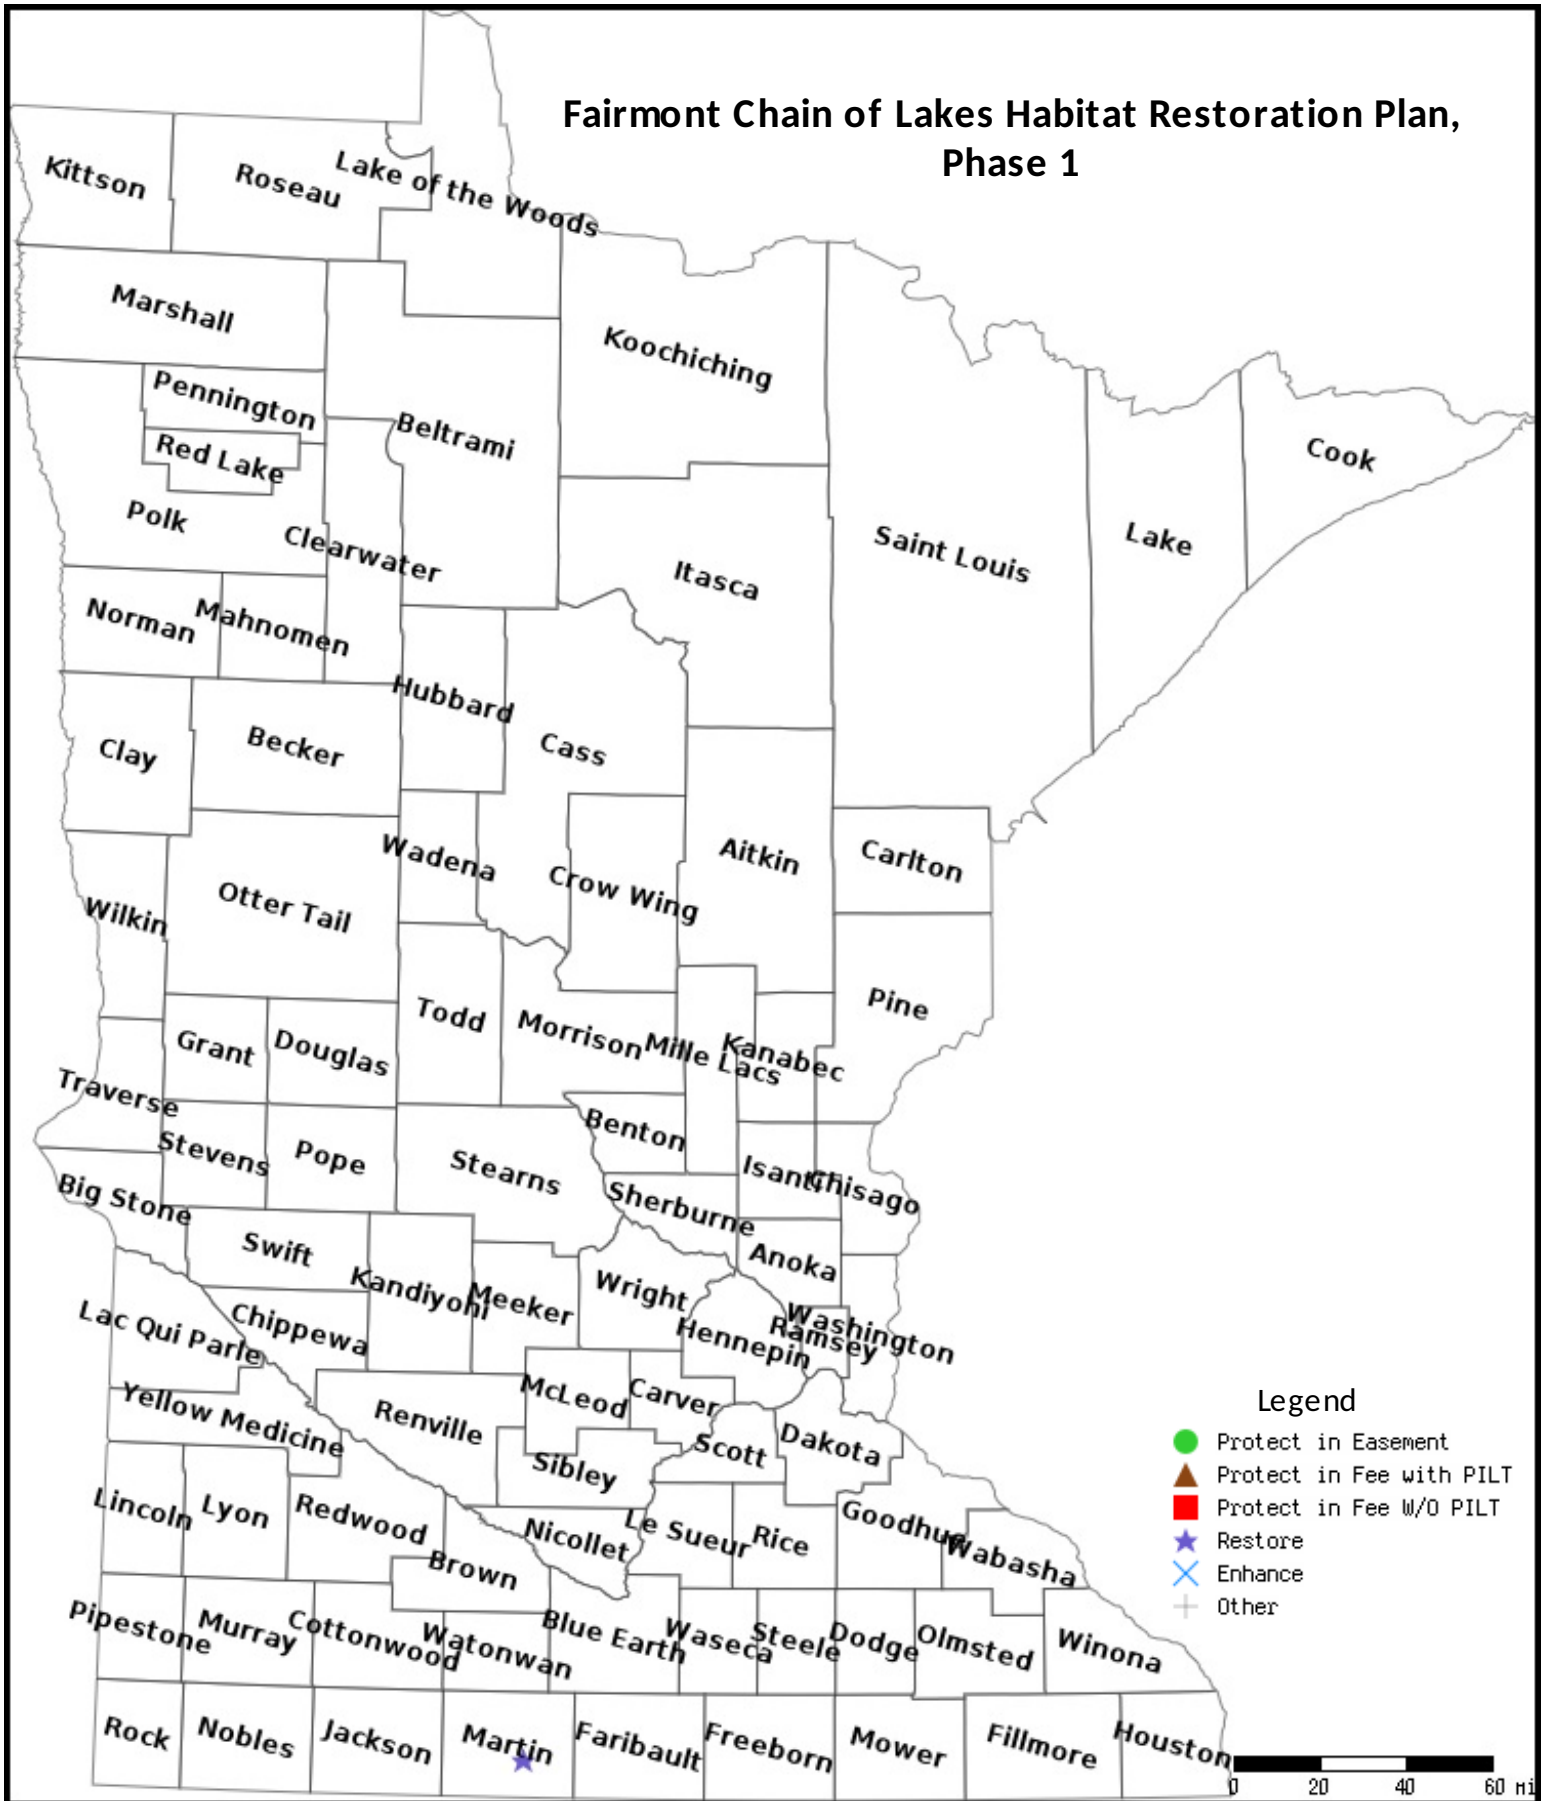 Fairmont Chain of Lakes Habitat Restoration Plan,
Phase 1
Kittson
Roseau
Lake of the Woods
Marshall
Koochiching
Pennington
Beltrami
Red Lake
Cook
Polk
Clearwater
Saint Louis
Lake
Itasca
Norman
Mahnomen
Hubbard
Clay
Becker
Cass
Wadena
Aitkin
Carlton
Wilkin
Otter Tail
Crow Wing
Todd
Morrison
Mille Lacs
Kanabec
Pine
Grant
Douglas
Traverse
Stevens
Pope
Stearns
Benton
Isanti
Chisago
Big Stone
Sherburne
Swift
Anoka
Kandiyohi
Meeker
Wright
Lac Qui Parle
Chippewa
Hennepin
Ramsey
Washington
McLeod
Carver
Yellow Medicine
Renville
Scott
Dakota
Sibley
Lincoln
Lyon
Redwood
Nicollet
Le Sueur
Rice
Goodhue
Wabasha
Brown
Pipestone
Murray
Cottonwood
Watonwan
Blue Earth
Waseca
Steele
Dodge
Olmsted
Winona
Rock
Nobles
Jackson
Martin
Faribault
Freeborn
Mower
Fillmore
Houston
Legend
Protect in Easement
Protect in Fee with PILT
Protect in Fee W/O PILT
Restore
Enhance
Other
0 20 40 60 mi